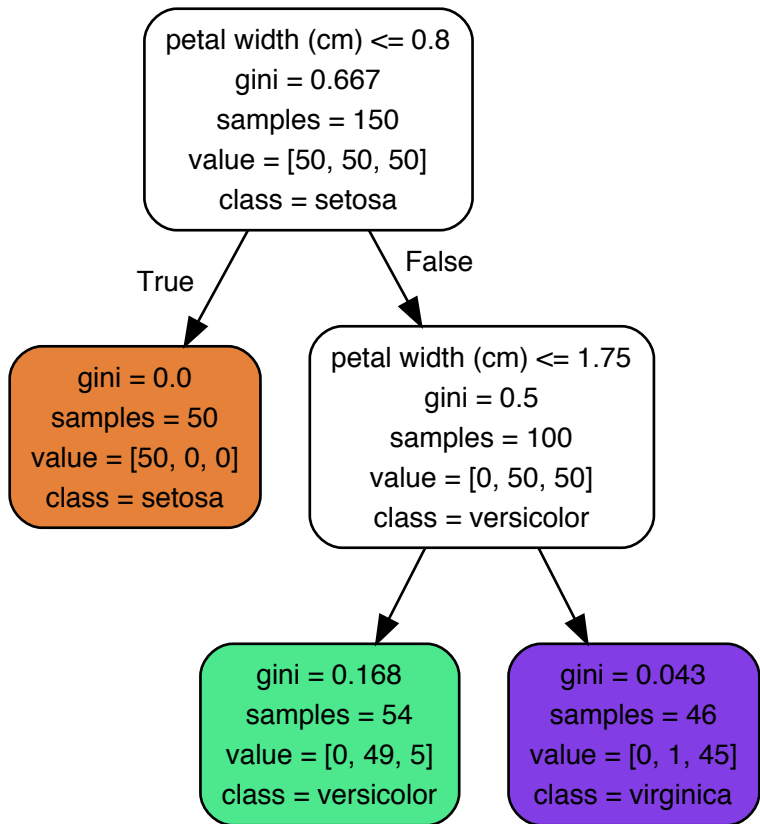 petal width (cm) <= 0.8
gini = 0.667
samples = 150
value = [50, 50, 50]
class = setosa
True
False
gini = 0.0
samples = 50
value = [50, 0, 0]
class = setosa
petal width (cm) <= 1.75
gini = 0.5
samples = 100
value = [0, 50, 50]
class = versicolor
gini = 0.168
samples = 54
value = [0, 49, 5]
class = versicolor
gini = 0.043
samples = 46
value = [0, 1, 45]
class = virginica